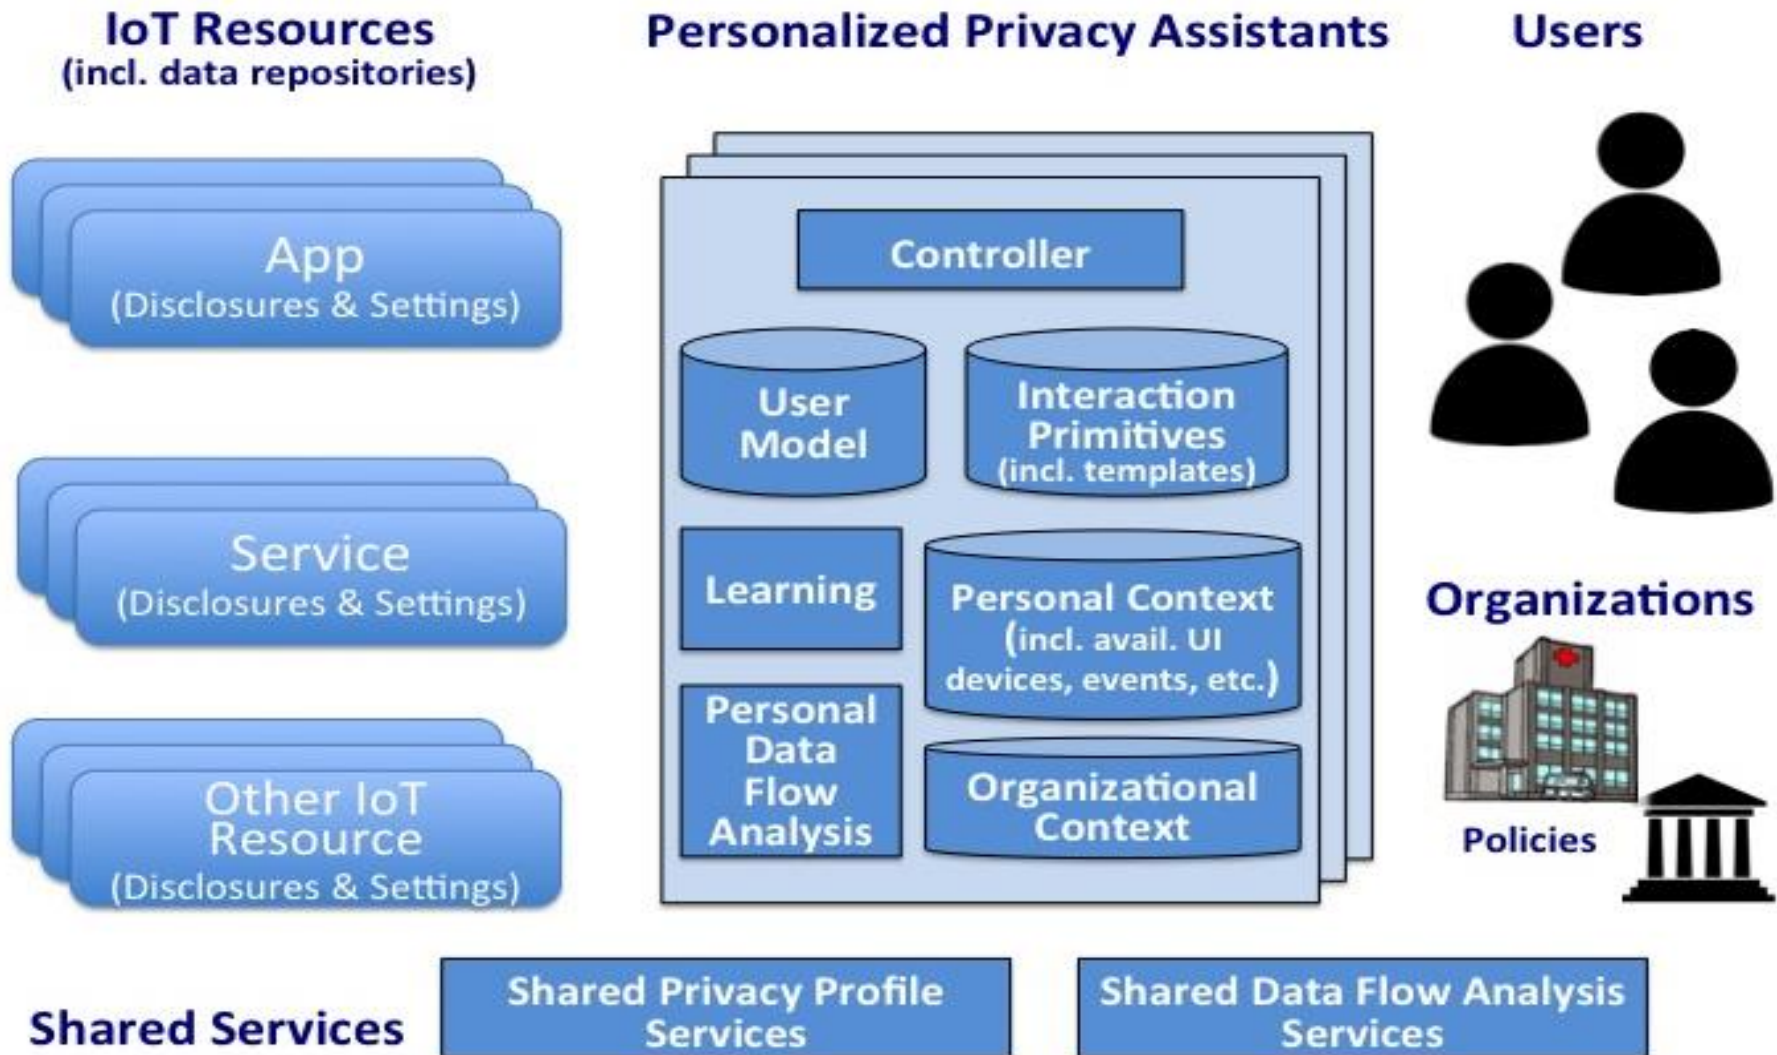 IoT Resources
(incl. data repositories)
App
(Disclosures & Settings)
Service
(Disclosures & Settings)
Other IoT
Resource
(Disclosures & Settings)
Personalized Privacy Assistants
Controller
User
Model
Interaction
Primitives
(incl. templates)
Learning
Personal Context
(incl. avail. UI
devices, events, etc.)
Personal
Data
Flow
Analysis
Organizational
Context
Users
Organizations
Policies
Shared Services
Shared Privacy Profile
Services
Shared Data Flow Analysis
Services